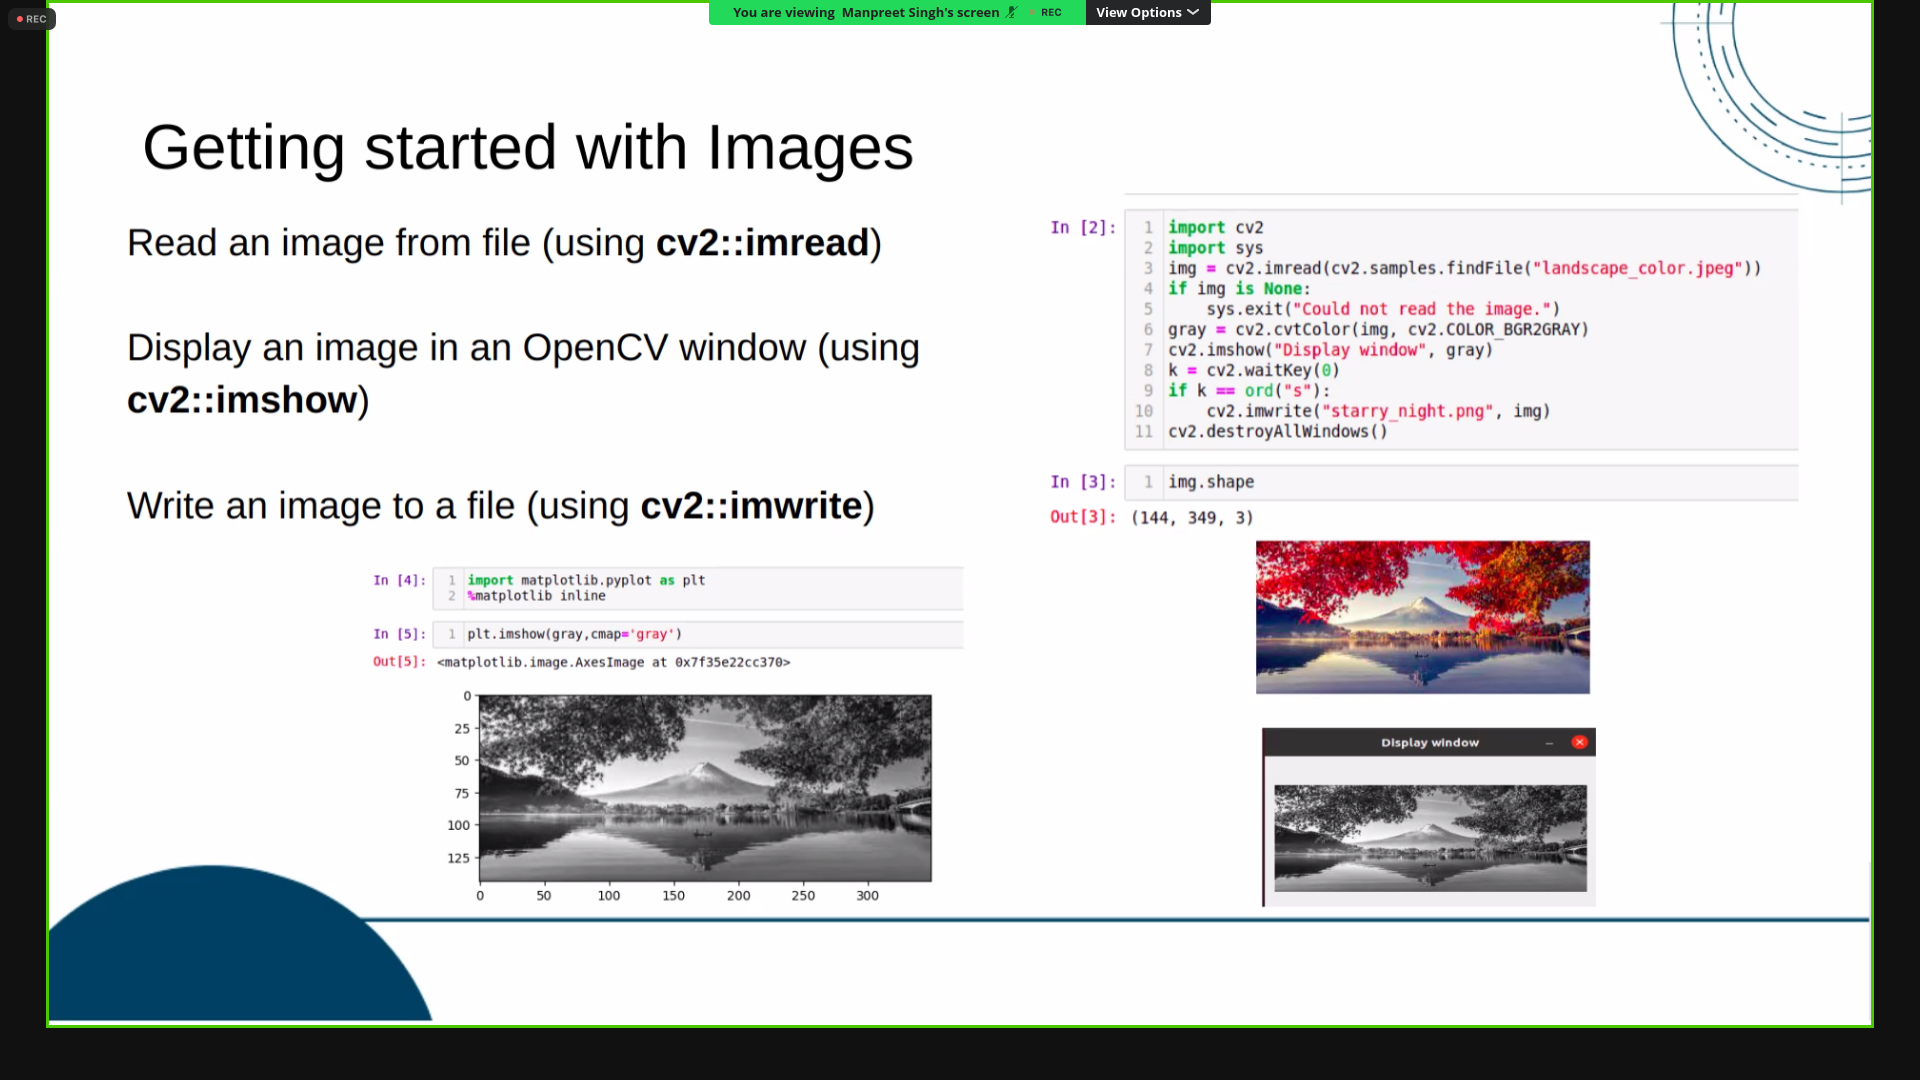 REC
You are viewing Manpreet Singh's screen REC View Options
Getting started with Images
Read an image from file (using cv2::imread)
Display an image in an OpenCV window (using
cv2::imshow)
Write an image to a file (using cv2::imwrite)
In [2]:
1 import cv2
2 import sys
3 img = cv2.imread(cv2.samples.findFile("landscape_color.jpeg"))
4 if img is None:
5     sys.exit("Could not read the image.")
6 gray = cv2.cvtColor(img, cv2.COLOR_BGR2GRAY)
7 cv2.imshow("Display window", gray)
8 k = cv2.waitKey(0)
9 if k == ord("s"):
10     cv2.imwrite("starry_night.png", img)
11 cv2.destroyAllWindows()
In [3]: 1 img.shape
Out[3]: (144, 349, 3)
In [4]: 1 import matplotlib.pyplot as plt
2 %matplotlib inline
In [5]: 1 plt.imshow(gray,cmap='gray')
Out[5]: <matplotlib.image.AxesImage at 0x7f35e22cc370>
0
25
50
75
100
125
0 50 100 150 200 250 300
Display window